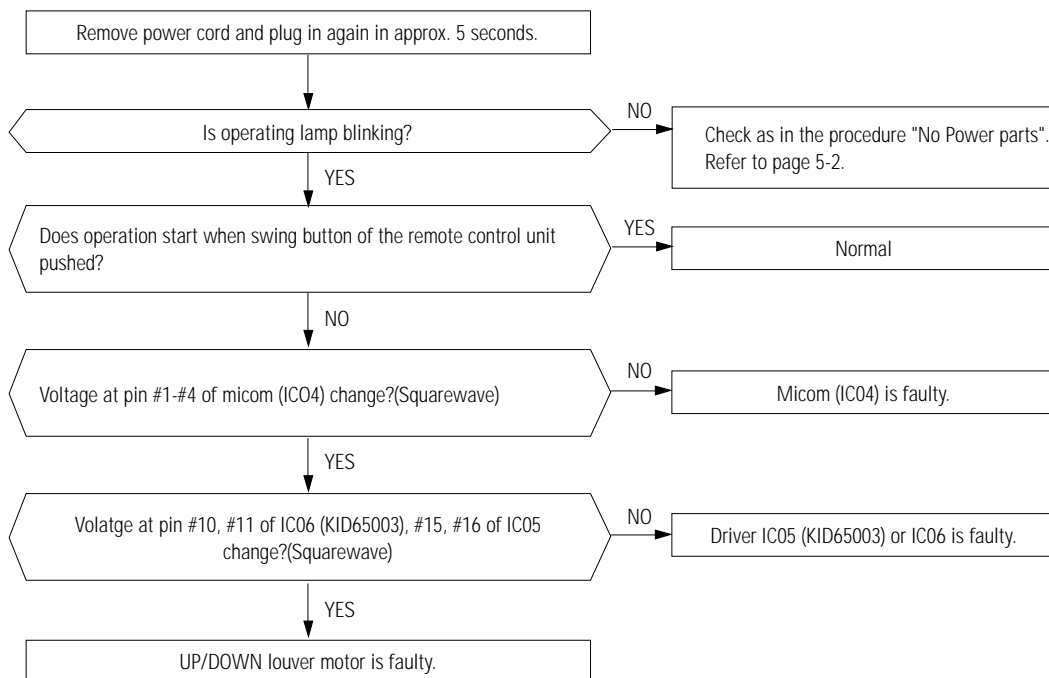 Remove power cord and plug in again in approx. 5 seconds.
Is operating lamp blinking?
NO
Check as in the procedure "No Power parts".
Refer to page 5-2.
YES
Does operation start when swing button of the remote control unit
pushed?
YES
Normal
NO
Voltage at pin #1-#4 of micom (ICO4) change?(Squarewave)
NO
Micom (IC04) is faulty.
YES
Volatge at pin #10, #11 of IC06 (KID65003), #15, #16 of IC05
change?(Squarewave)
NO
Driver IC05 (KID65003) or IC06 is faulty.
YES
UP/DOWN louver motor is faulty.